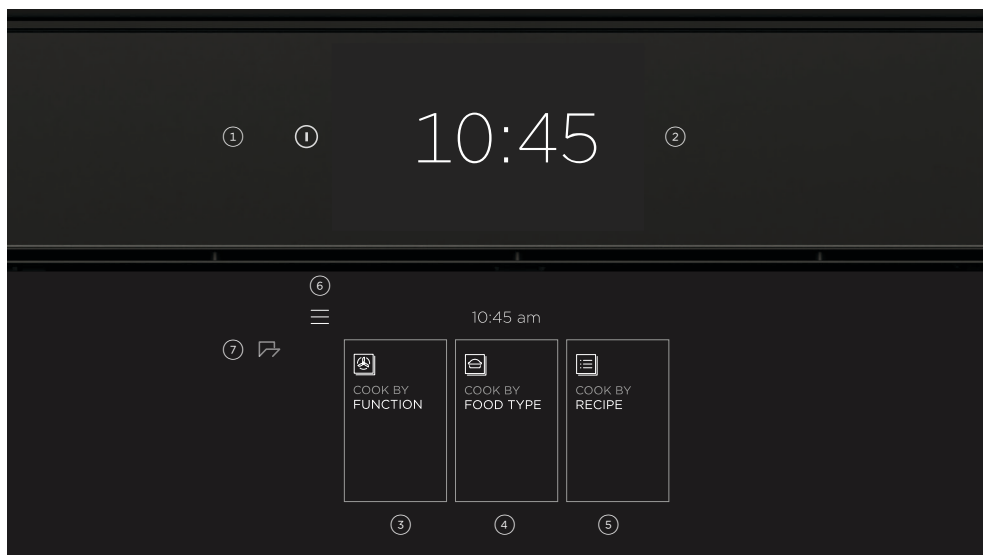 1
10:45
2
6
10:45 am
7
COOK BY
FUNCTION
COOK BY
FOOD TYPE
COOK BY
RECIPE
3
4
5